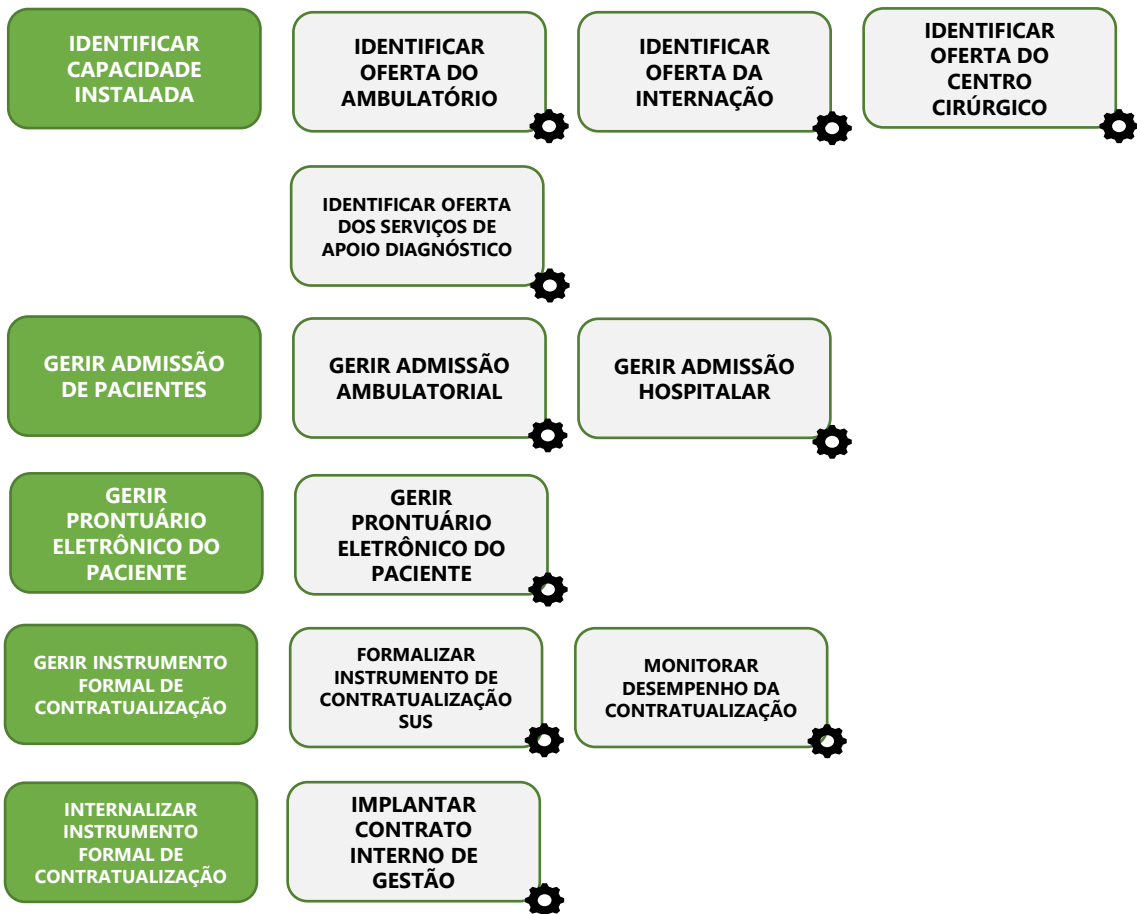 IDENTIFICAR
CAPACIDADE
INSTALADA
IDENTIFICAR
OFERTA DO
AMBULATÓRIO
IDENTIFICAR
OFERTA DA
INTERNAÇÃO
IDENTIFICAR
OFERTA DO
CENTRO
CIRÚRGICO
IDENTIFICAR OFERTA
DOS SERVIÇOS DE
APOIO DIAGNÓSTICO
GERIR ADMISSÃO
DE PACIENTES
GERIR ADMISSÃO
AMBULATORIAL
GERIR ADMISSÃO
HOSPITALAR
GERIR
PRONTUÁRIO
ELETRÔNICO DO
PACIENTE
GERIR
PRONTUÁRIO
ELETRÔNICO DO
PACIENTE
GERIR INSTRUMENTO
FORMAL DE
CONTRATUALIZAÇÃO
FORMALIZAR
INSTRUMENTO DE
CONTRATUALIZAÇÃO
SUS
MONITORAR
DESEMPENHO DA
CONTRATUALIZAÇÃO
INTERNALIZAR
INSTRUMENTO
FORMAL DE
CONTRATUALIZAÇÃO
IMPLANTAR
CONTRATO
INTERNO DE
GESTÃO